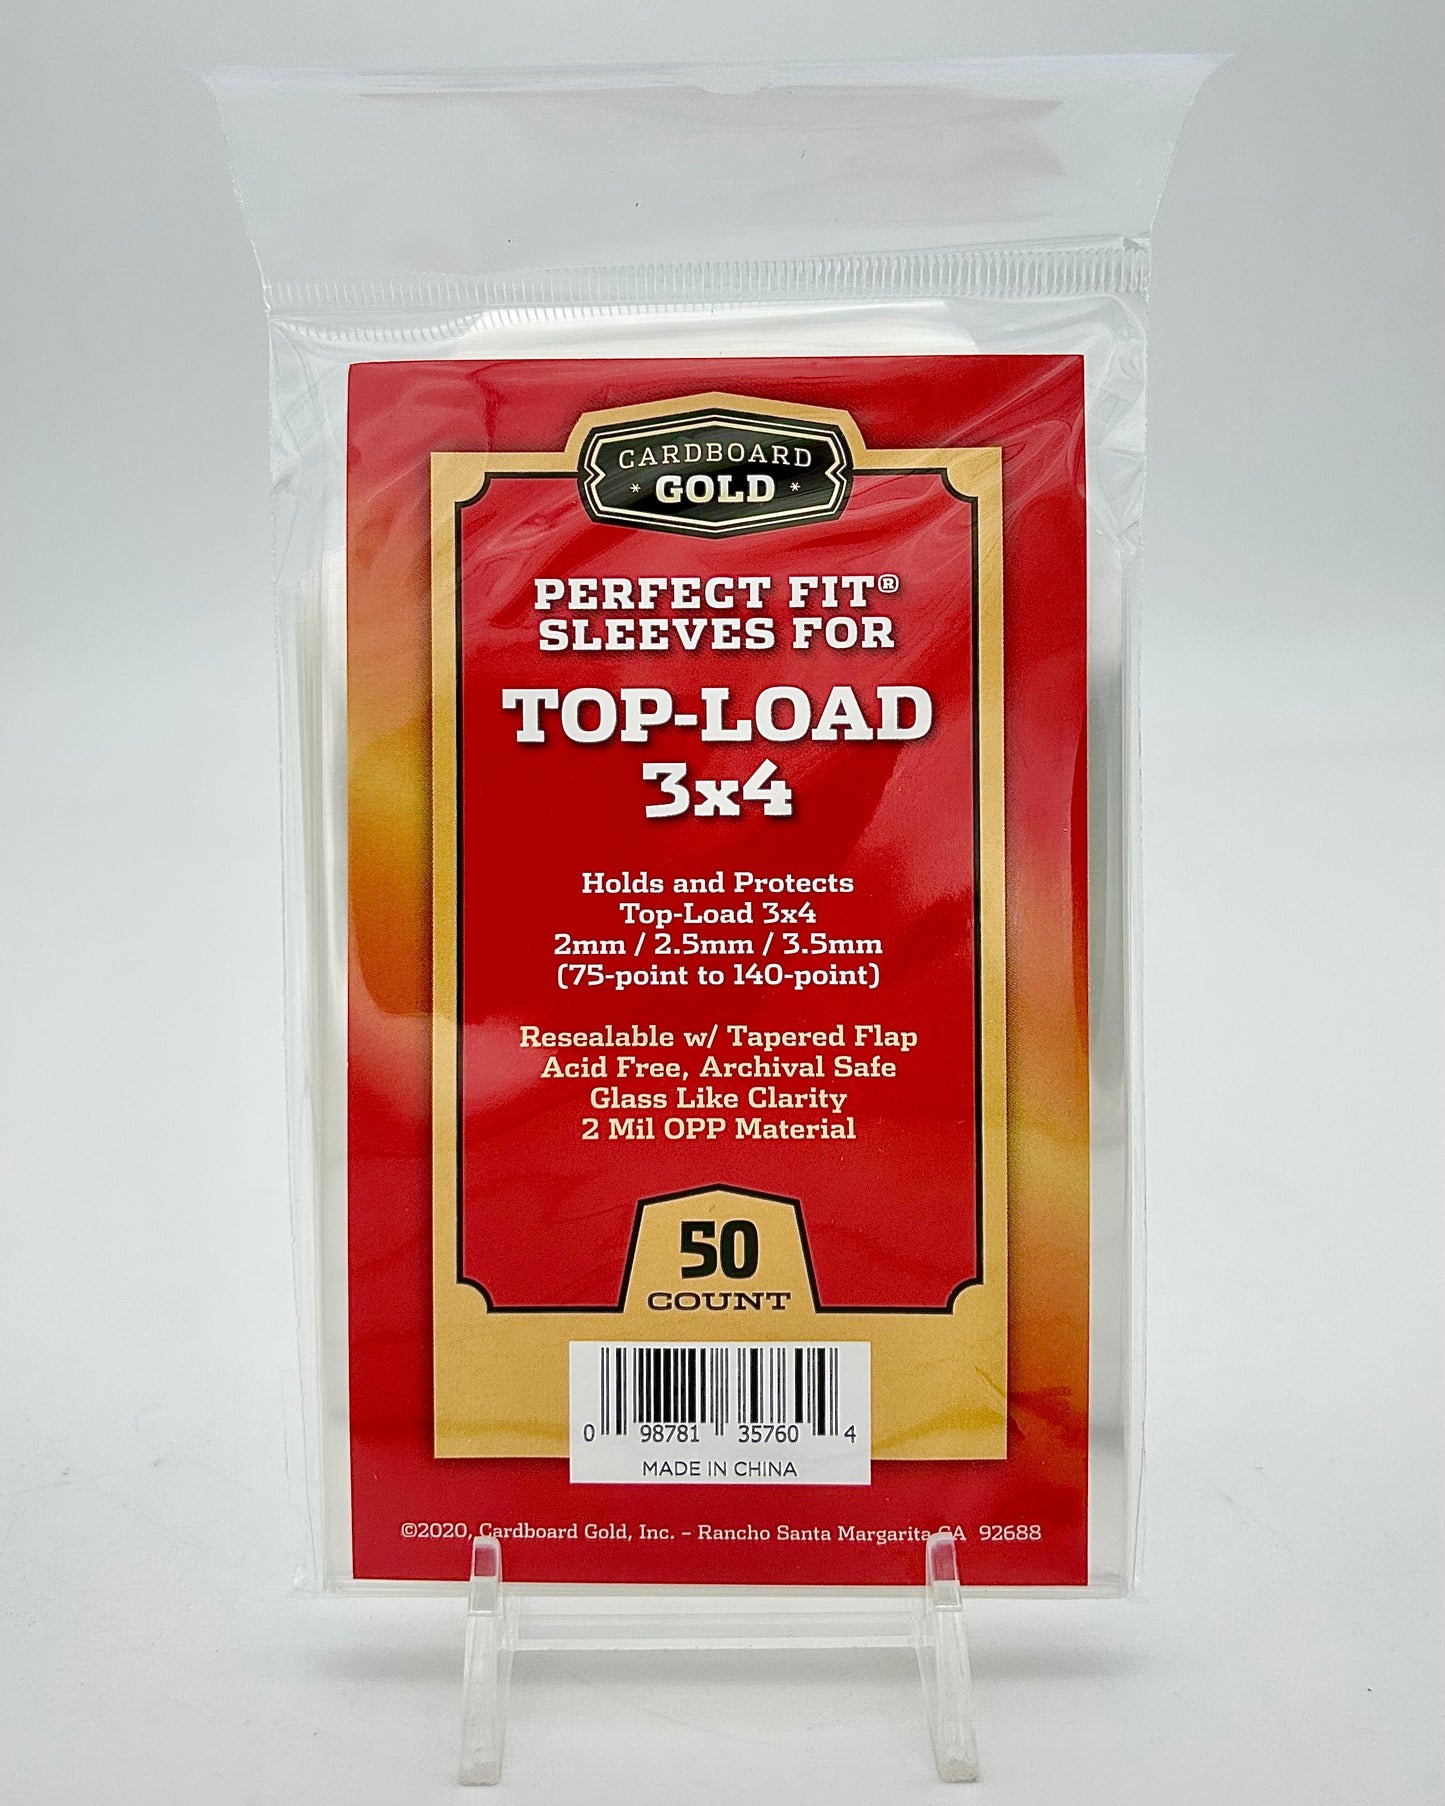 CARDBOARD
* GOLD *
PERFECT FIT®
SLEEVES FOR
TOP-LOAD
3x4
Holds and Protects
Top-Load 3x4
2mm / 2.5mm / 3.5mm
(75-point to 140-point)
Resealable w/ Tapered Flap
Acid Free, Archival Safe
Glass Like Clarity
2 Mil OPP Material
50
COUNT
0 98781 35760 4
MADE IN CHINA
©2020, Cardboard Gold, Inc. – Rancho Santa Margarita CA 92688